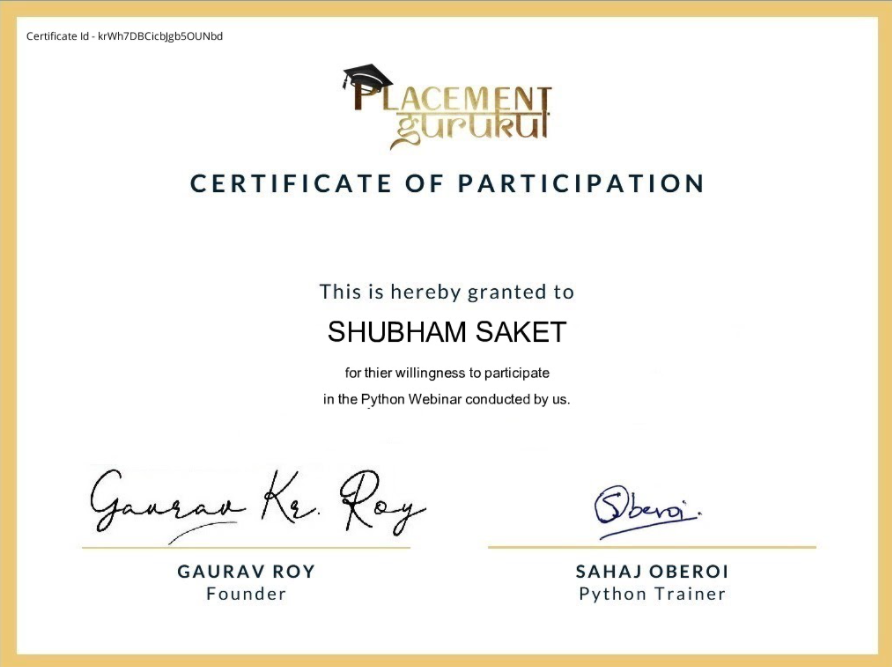 Certificate Id - krWh7DBCicbJgb5OUNbd
PLACEMENT
gurukul
CERTIFICATE OF PARTICIPATION
This is hereby granted to
SHUBHAM SAKET
for thier willingness to participate
in the Python Webinar conducted by us.
Gaurav Kr. Roy
SOberoi.
GAURAV ROY
SAHAJ OBEROI
Founder
Python Trainer